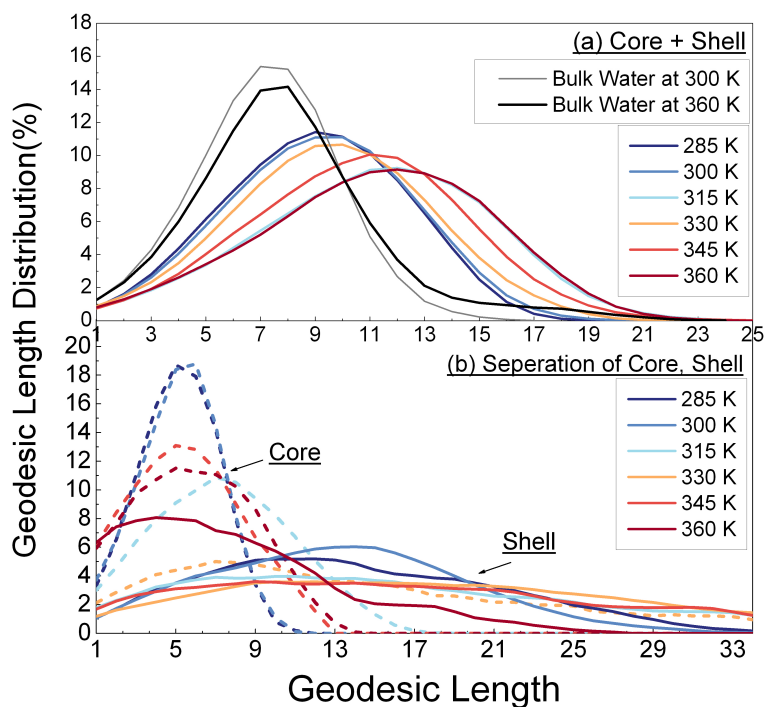 Geodesic Length Distribution(%)
18
16
14
12
10
8
6
4
2
0
(a) Core + Shell
Bulk Water at 300 K
Bulk Water at 360 K
285 K
300 K
315 K
330 K
345 K
360 K
1 3 5 7 9 11 13 15 17 19 21 23 25
20
18
16
14
12
10
8
6
4
2
0
(b) Seperation of Core, Shell
285 K
300 K
315 K
330 K
345 K
360 K
Core
Shell
1 5 9 13 17 21 25 29 33
Geodesic Length